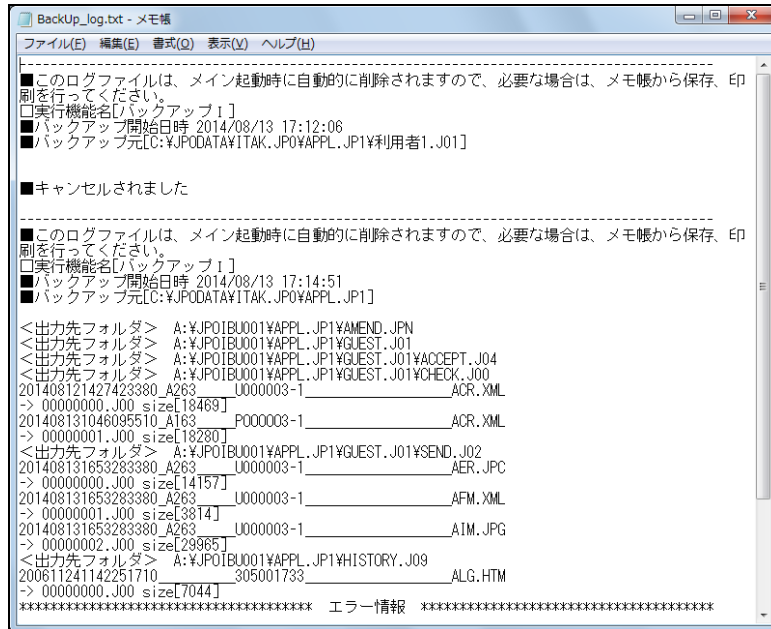 BackUp_log.txt - メモ帳
ファイル(F) 編集(E) 書式(O) 表示(V) ヘルプ(H)
--------------------------------------------------------------------------------
■このログファイルは、メイン起動時に自動的に削除されますので、必要な場合は、メモ帳から保存、印
刷を行ってください。
□実行機能名[バックアップⅠ]
■バックアップ開始日時 2014/08/13 17:12:06
■バックアップ元[C:¥JPODATA¥ITAK.JP0¥APPL.JP1¥利用者1.J01]
■キャンセルされました
--------------------------------------------------------------------------------
■このログファイルは、メイン起動時に自動的に削除されますので、必要な場合は、メモ帳から保存、印
刷を行ってください。
□実行機能名[バックアップⅠ]
■バックアップ開始日時 2014/08/13 17:14:51
■バックアップ元[C:¥JPODATA¥ITAK.JP0¥APPL.JP1]
<出力先フォルダ> A:¥JPOIBU001¥APPL.JP1¥AMEND.JPN
<出力先フォルダ> A:¥JPOIBU001¥APPL.JP1¥GUEST.J01
<出力先フォルダ> A:¥JPOIBU001¥APPL.JP1¥GUEST.J01¥ACCEPT.J04
<出力先フォルダ> A:¥JPOIBU001¥APPL.JP1¥GUEST.J01¥CHECK.J00
201408121427423380_A263_____U000003-1___________________ACR.XML
-> 00000000.J00 size[18469]
201408131046095510_A163_____P000003-1___________________ACR.XML
-> 00000001.J00 size[18280]
<出力先フォルダ> A:¥JPOIBU001¥APPL.JP1¥GUEST.J01¥SEND.J02
201408131653283380_A263_____U000003-1___________________AER.JPC
-> 00000000.J00 size[14157]
201408131653283380_A263_____U000003-1___________________AFM.XML
-> 00000001.J00 size[3814]
201408131653283380_A263_____U000003-1___________________AIM.JPG
-> 00000002.J00 size[29965]
<出力先フォルダ> A:¥JPOIBU001¥APPL.JP1¥HISTORY.J09
200611241142251710__________305001733___________________ALG.HTM
-> 00000000.J00 size[7044]
************************************** エラー情報 **************************************